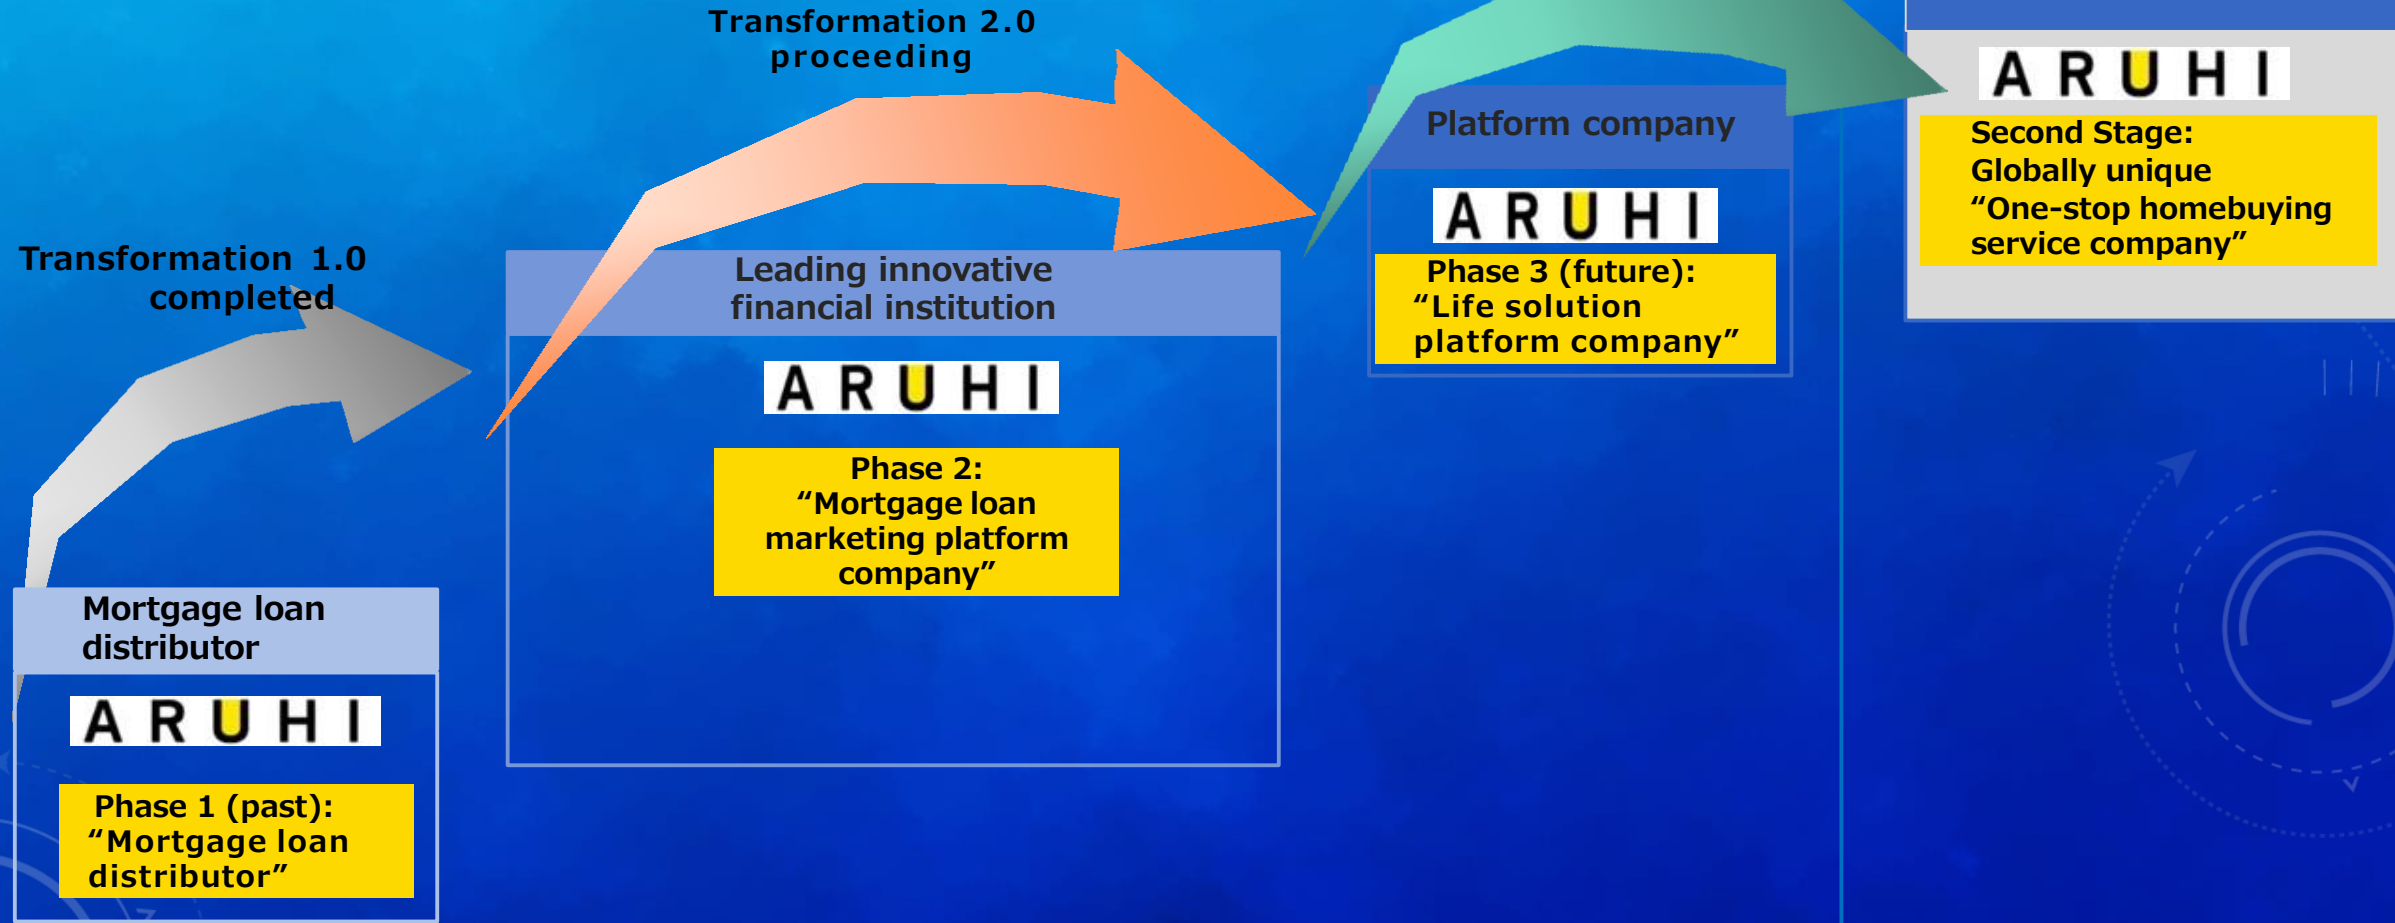 Transformation 2.0
proceeding
Transformation 1.0
completed
Mortgage loan
distributor
ARUHI
Phase 1 (past):
“Mortgage loan
distributor”
Leading innovative
financial institution
ARUHI
Phase 2:
“Mortgage loan
marketing platform
company”
Platform company
ARUHI
Phase 3 (future):
“Life solution
platform company”
ARUHI
Second Stage:
Globally unique
“One-stop homebuying
service company”